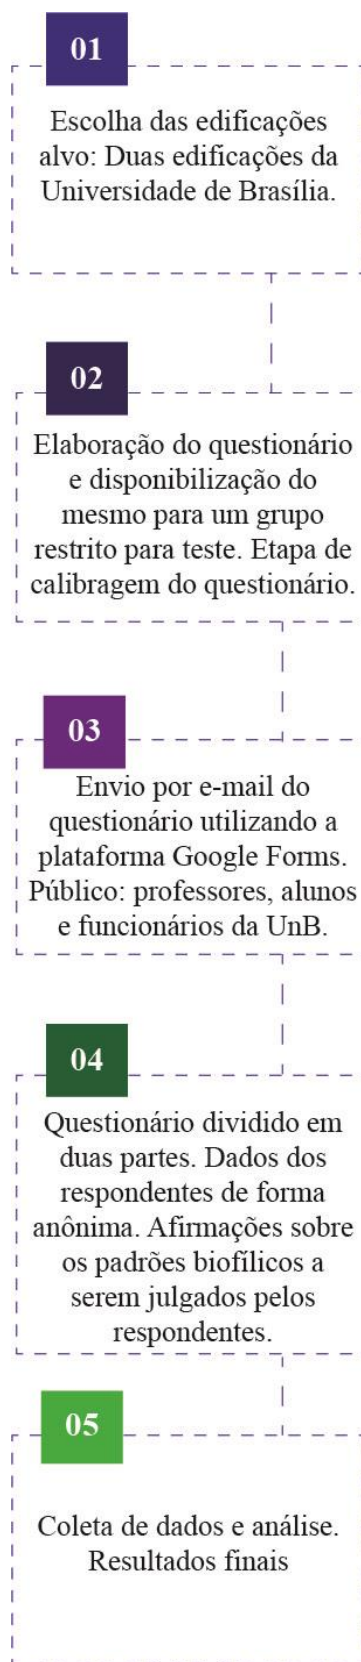 01
Escolha das edificações
alvo: Duas edificações da
Universidade de Brasília.
02
Elaboração do questionário
e disponibilização do
mesmo para um grupo
restrito para teste. Etapa de
calibragem do questionário.
03
Envio por e-mail do
questionário utilizando a
plataforma Google Forms.
Público: professores, alunos
e funcionários da UnB.
04
Questionário dividido em
duas partes. Dados dos
respondentes de forma
anônima. Afirmações sobre
os padrões biofílicos a
serem julgados pelos
respondentes.
05
Coleta de dados e análise.
Resultados finais